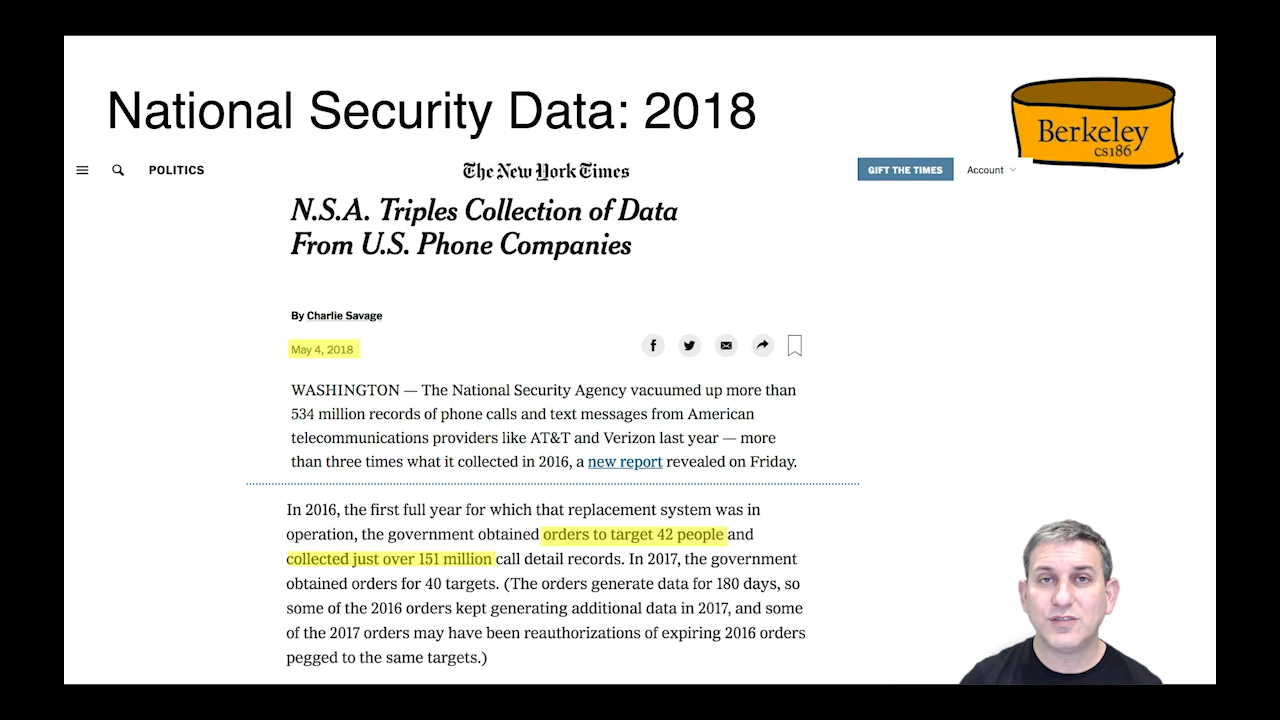 National Security Data: 2018
Berkeley
cs186
POLITICS
The New York Times
GIFT THE TIMES
Account
N.S.A. Triples Collection of Data
From U.S. Phone Companies
By Charlie Savage
May 4, 2018
WASHINGTON — The National Security Agency vacuumed up more than
534 million records of phone calls and text messages from American
telecommunications providers like AT&T and Verizon last year — more
than three times what it collected in 2016, a new report revealed on Friday.
In 2016, the first full year for which that replacement system was in
operation, the government obtained orders to target 42 people and
collected just over 151 million call detail records. In 2017, the government
obtained orders for 40 targets. (The orders generate data for 180 days, so
some of the 2016 orders kept generating additional data in 2017, and some
of the 2017 orders may have been reauthorizations of expiring 2016 orders
pegged to the same targets.)